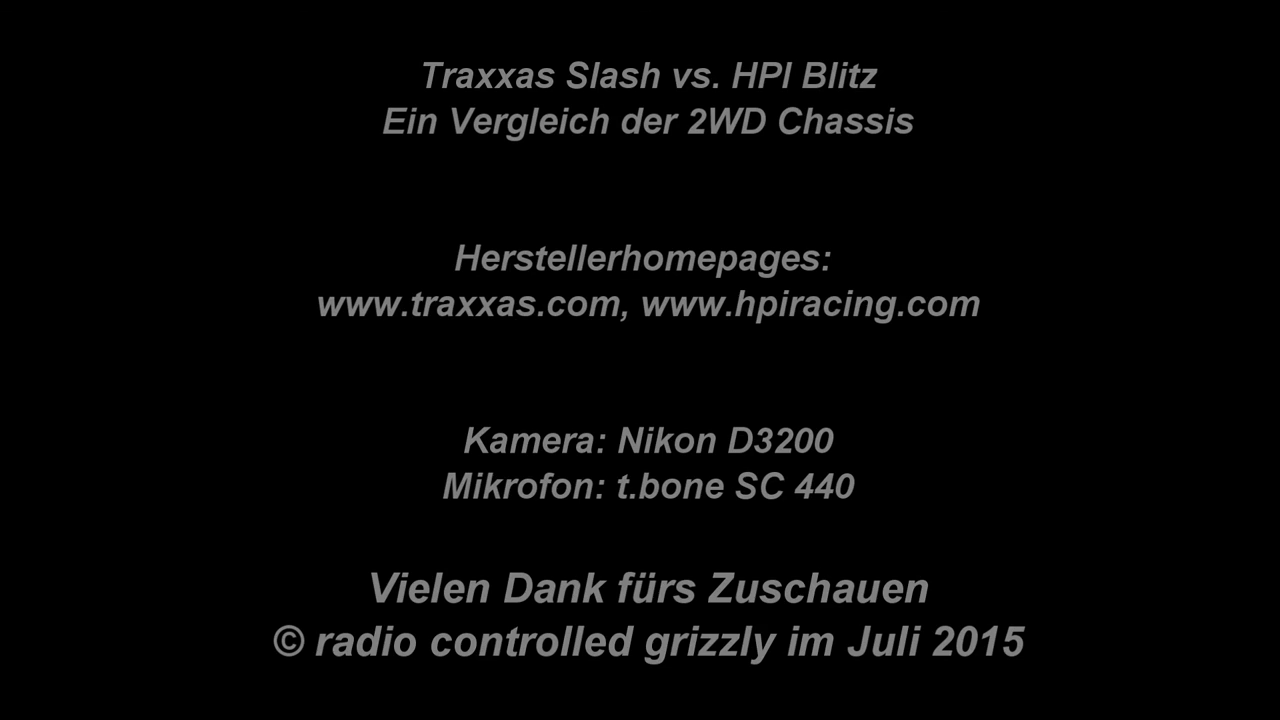 Traxxas Slash vs. HPI Blitz
Ein Vergleich der 2WD Chassis
Herstellerhomepages:
www.traxxas.com, www.hpiracing.com
Kamera: Nikon D3200
Mikrofon: t.bone SC 440
Vielen Dank fürs Zuschauen
© radio controlled grizzly im Juli 2015